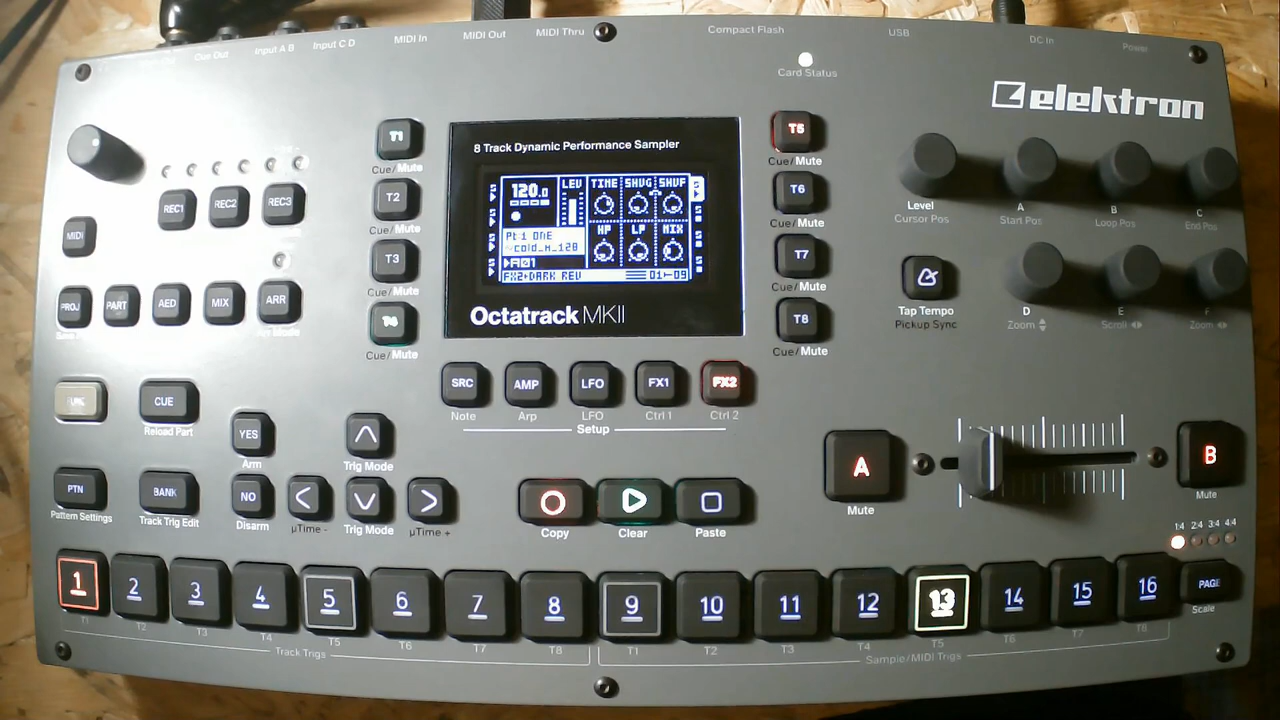 Cue Out
Input A B
Input C D
MIDI In
MIDI Out
MIDI Thru
Compact Flash
USB
DC In
Power
Card Status
elektron
8 Track Dynamic Performance Sampler
T1
Cue/Mute
T2
Cue/Mute
T3
Cue/Mute
T4
Cue/Mute
T5
Cue/Mute
T6
Cue/Mute
T7
Cue/Mute
T8
Cue/Mute
120.0
LEV
TIME
SHVG
SHVF
HP
LP
MIX
Pt:1 ONE
A01
FX2 DARK REV
01 09
Octatrack MKII
REC1
REC2
REC3
MIDI
PROJ
PART
AED
MIX
ARR
Level
Cursor Pos
A
Start Pos
B
Loop Pos
C
End Pos
Tap Tempo
Pickup Sync
D
Zoom
E
Scroll
F
Zoom
FUNC
CUE
Reload Part
SRC
Note
AMP
Arp
LFO
LFO
FX1
Ctrl 1
FX2
Ctrl 2
Setup
YES
Arm
Trig Mode
PTN
Pattern Settings
BANK
Track Trig Edit
NO
Disarm
µTime -
Trig Mode
µTime +
Copy
Clear
Paste
A
Mute
B
Mute
1:4 2:4 3:4 4:4
1 2 3 4 5 6 7 8 9 10 11 12 13 14 15 16
PAGE
Scale
T1 T2 T3 T4 T5 T6 T7 T8 T1 T2 T3 T4 T5 T6 T7 T8
Track Trigs
Sample/MIDI Trigs